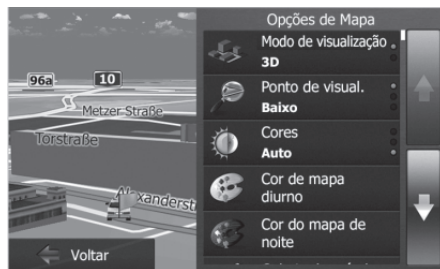 Opções de Mapa
Modo de visualização
3D
Ponto de visual.
Baixo
Cores
Auto
Cor de mapa
diurno
Cor do mapa de
noite
96a
10
Metzer Straße
Torstraße
Voltar